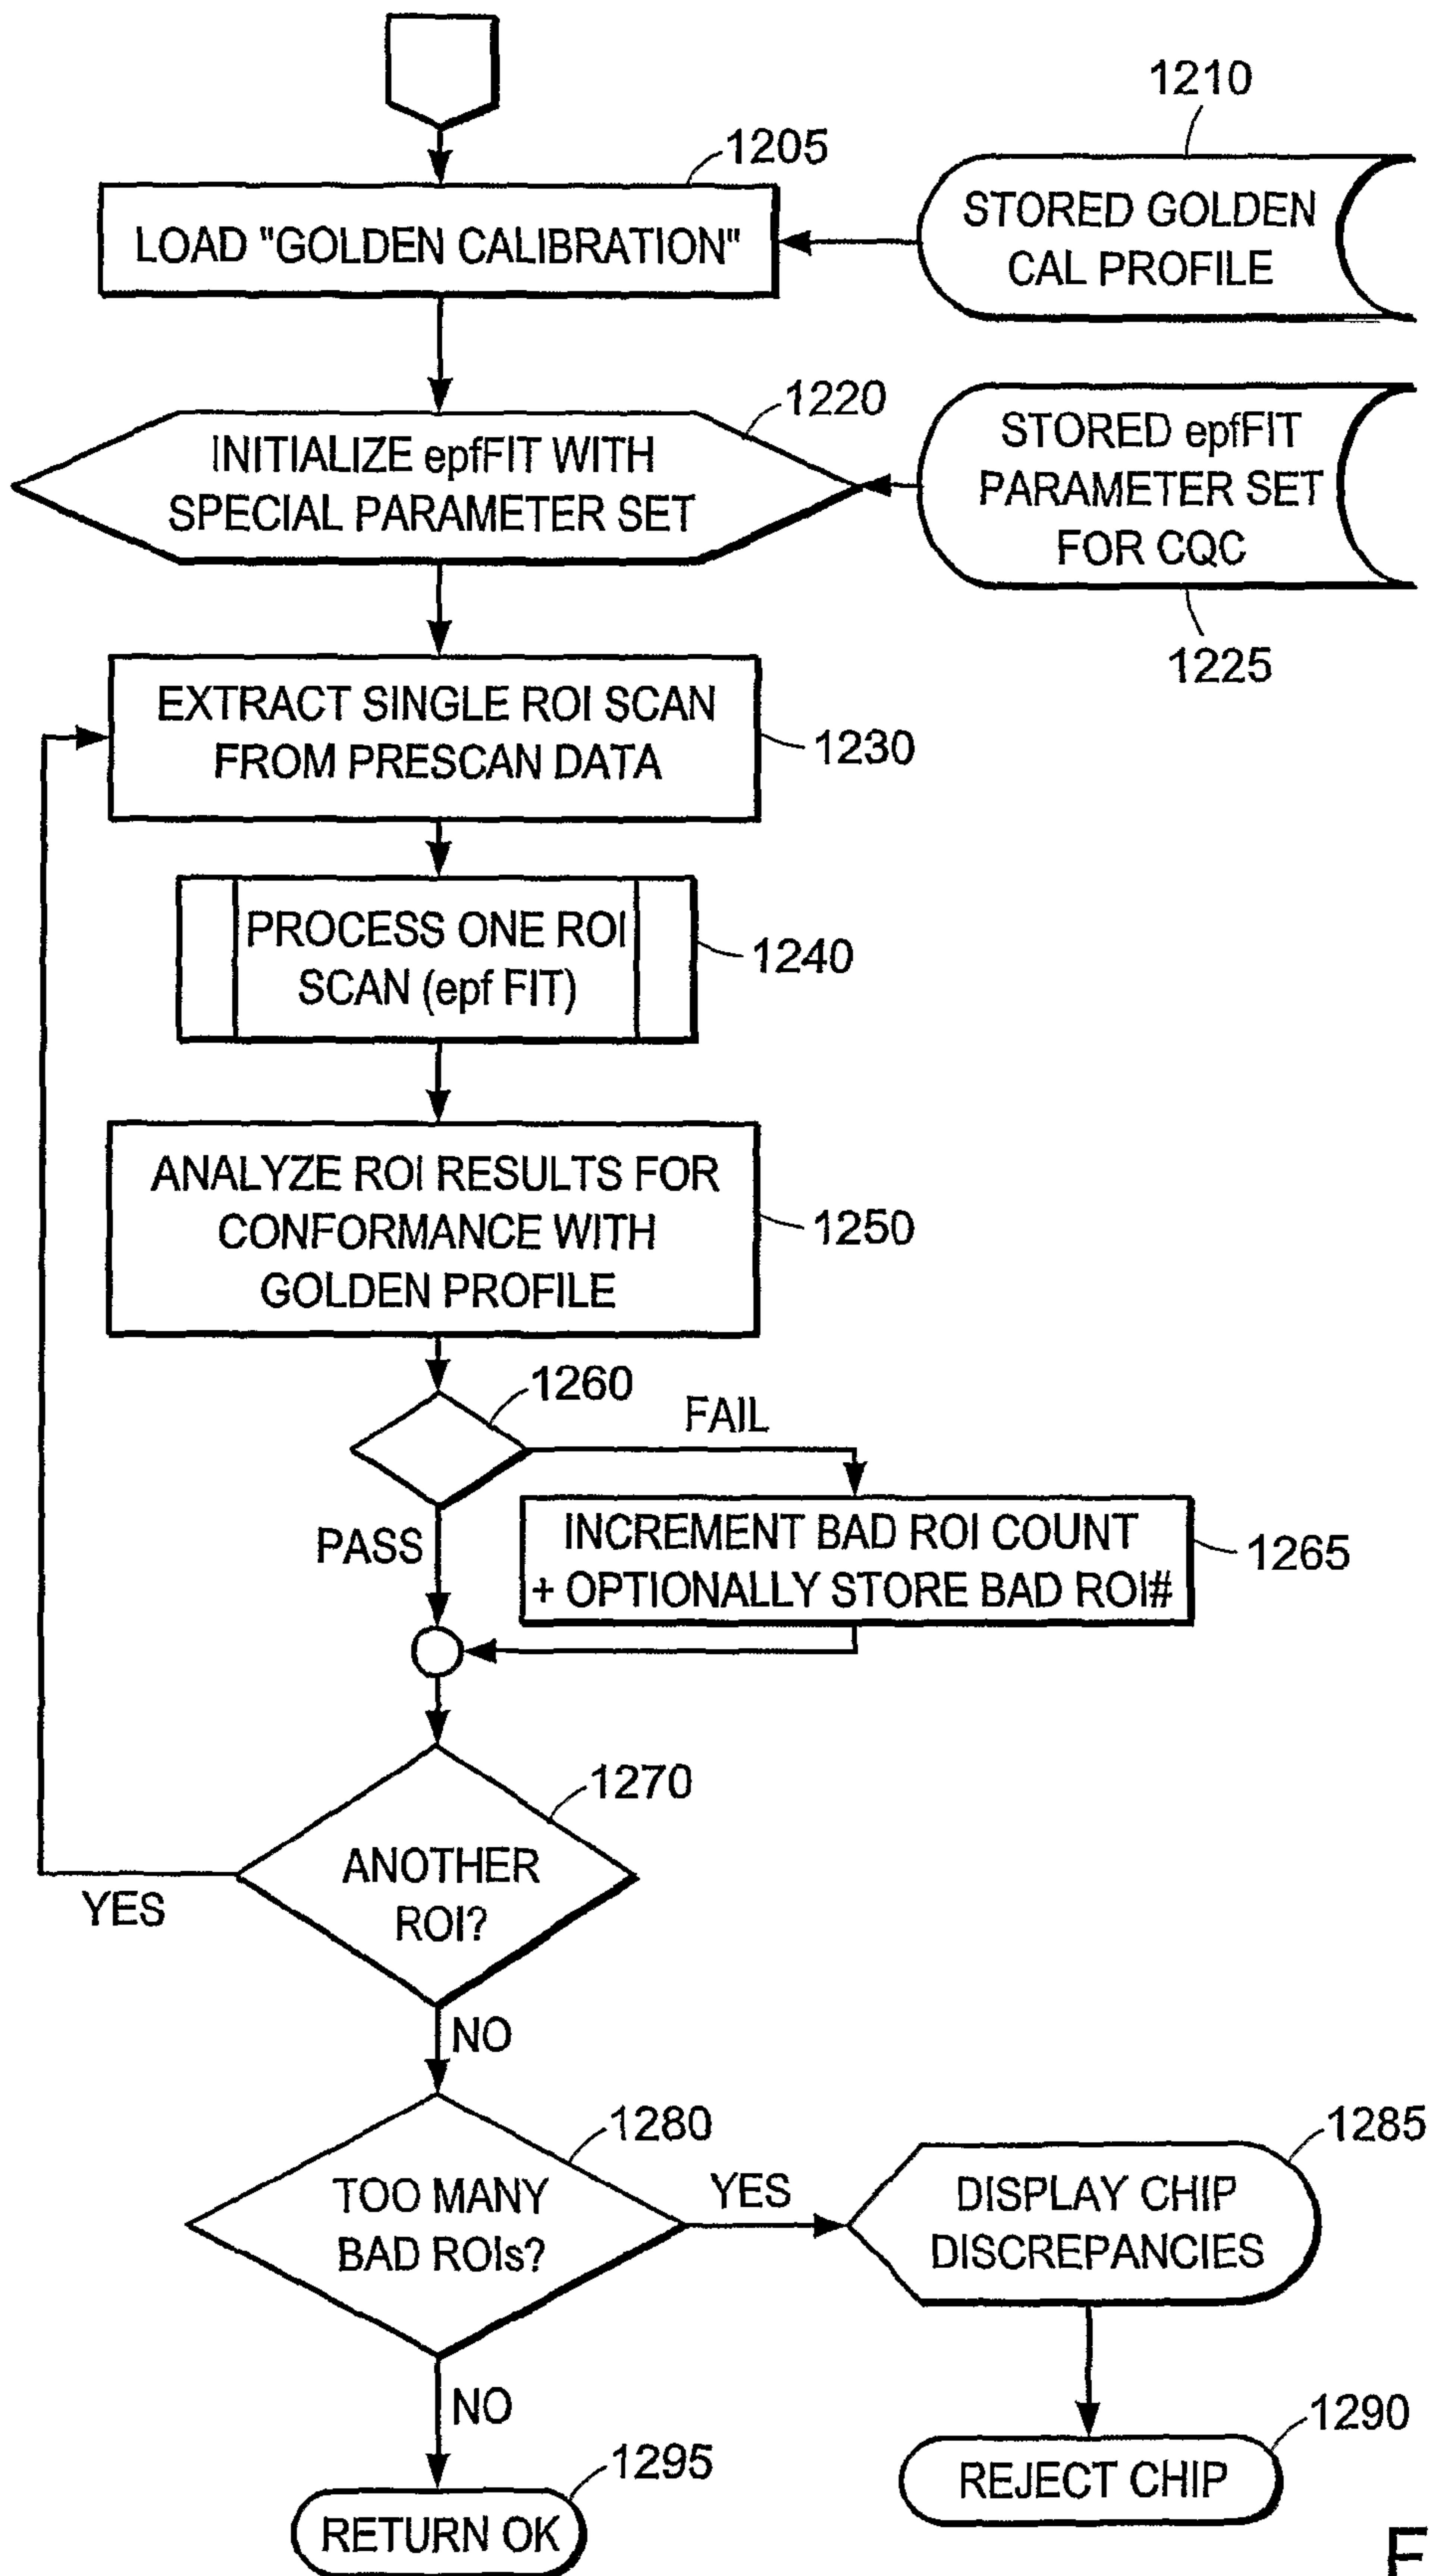 1210
1205
LOAD "GOLDEN CALIBRATION"
STORED GOLDEN
CAL PROFILE
1220
INITIALIZE epfFIT WITH
SPECIAL PARAMETER SET
STORED epfFIT
PARAMETER SET
FOR CQC
1225
EXTRACT SINGLE ROI SCAN
FROM PRESCAN DATA
1230
PROCESS ONE ROI
SCAN (epf FIT)
1240
ANALYZE ROI RESULTS FOR
CONFORMANCE WITH
GOLDEN PROFILE
1250
1260
FAIL
PASS
INCREMENT BAD ROI COUNT
+ OPTIONALLY STORE BAD ROI#
1265
1270
ANOTHER
ROI?
YES
NO
1280
TOO MANY
BAD ROIs?
YES
1285
DISPLAY CHIP
DISCREPANCIES
NO
1290
REJECT CHIP
1295
RETURN OK